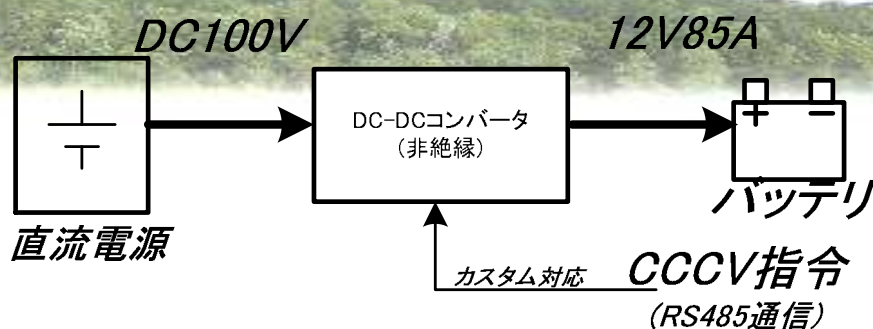 DC100V
12V85A
DC-DCコンバータ
(非絶縁)
+ -
バッテリ
直流電源
カスタム対応
CCCV指令
(RS485通信)